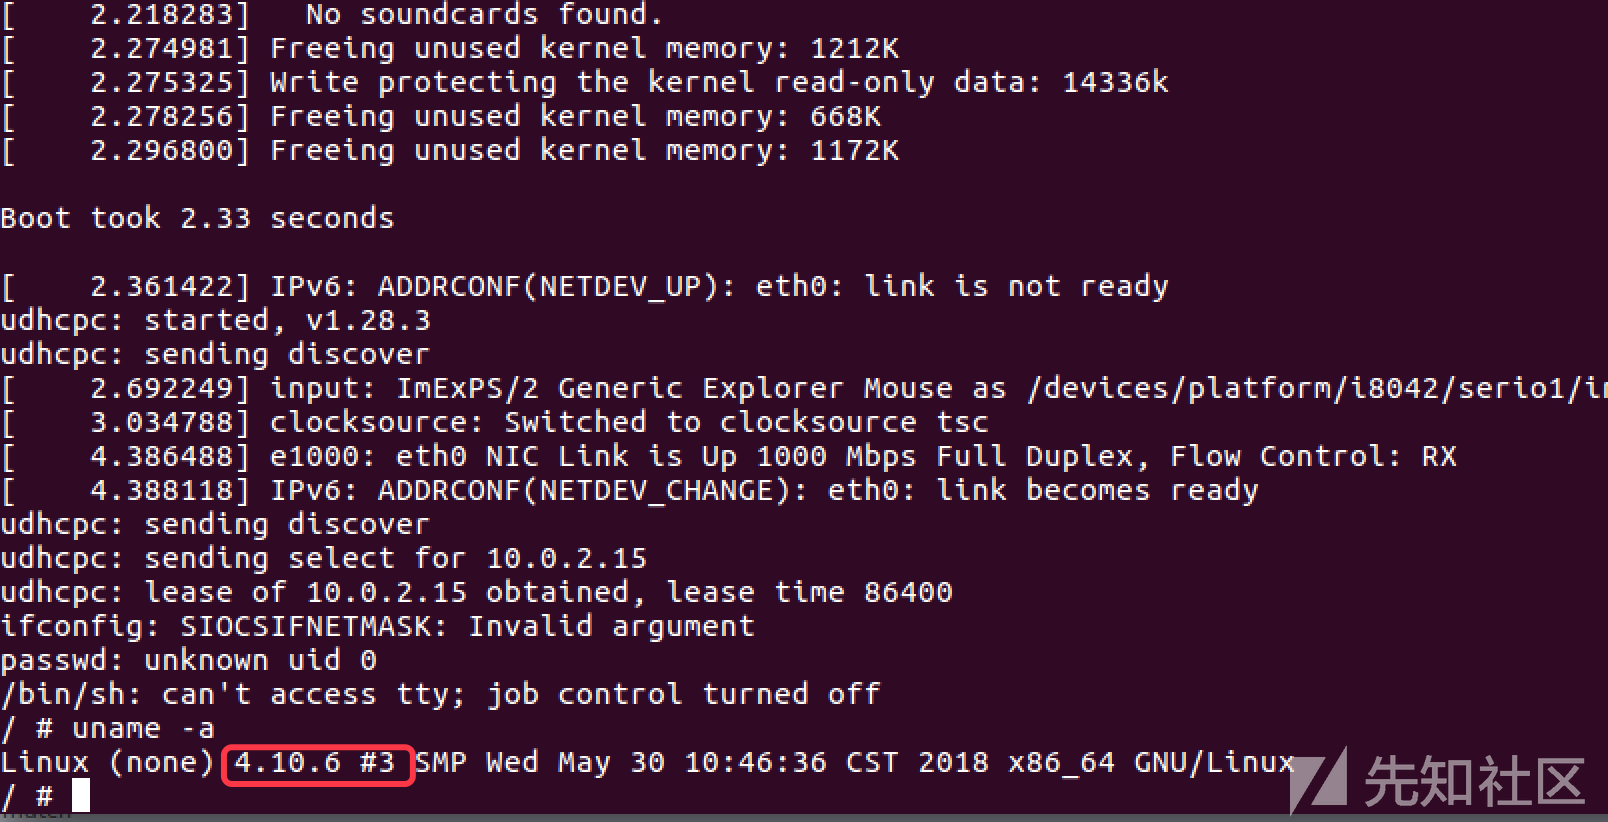 [    2.218283]   No soundcards found.
[    2.274981] Freeing unused kernel memory: 1212K
[    2.275325] Write protecting the kernel read-only data: 14336k
[    2.278256] Freeing unused kernel memory: 668K
[    2.296800] Freeing unused kernel memory: 1172K
Boot took 2.33 seconds
[    2.361422] IPv6: ADDRCONF(NETDEV_UP): eth0: link is not ready
udhcpc: started, v1.28.3
udhcpc: sending discover
[    2.692249] input: ImExPS/2 Generic Explorer Mouse as /devices/platform/i8042/serio1/in
[    3.034788] clocksource: Switched to clocksource tsc
[    4.386488] e1000: eth0 NIC Link is Up 1000 Mbps Full Duplex, Flow Control: RX
[    4.388118] IPv6: ADDRCONF(NETDEV_CHANGE): eth0: link becomes ready
udhcpc: sending discover
udhcpc: sending select for 10.0.2.15
udhcpc: lease of 10.0.2.15 obtained, lease time 86400
ifconfig: SIOCSIFNETMASK: Invalid argument
passwd: unknown uid 0
/bin/sh: can't access tty; job control turned off
/ # uname -a
Linux (none) 4.10.6 #3 SMP Wed May 30 10:46:36 CST 2018 x86_64 GNU/Linux
/ #
先知社区